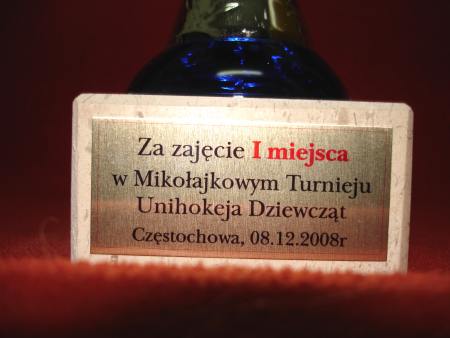 Za zajęcie I miejsca
w Mikołajkowym Turnieju
Unihokeja Dziewcząt
Częstochowa, 08.12.2008r